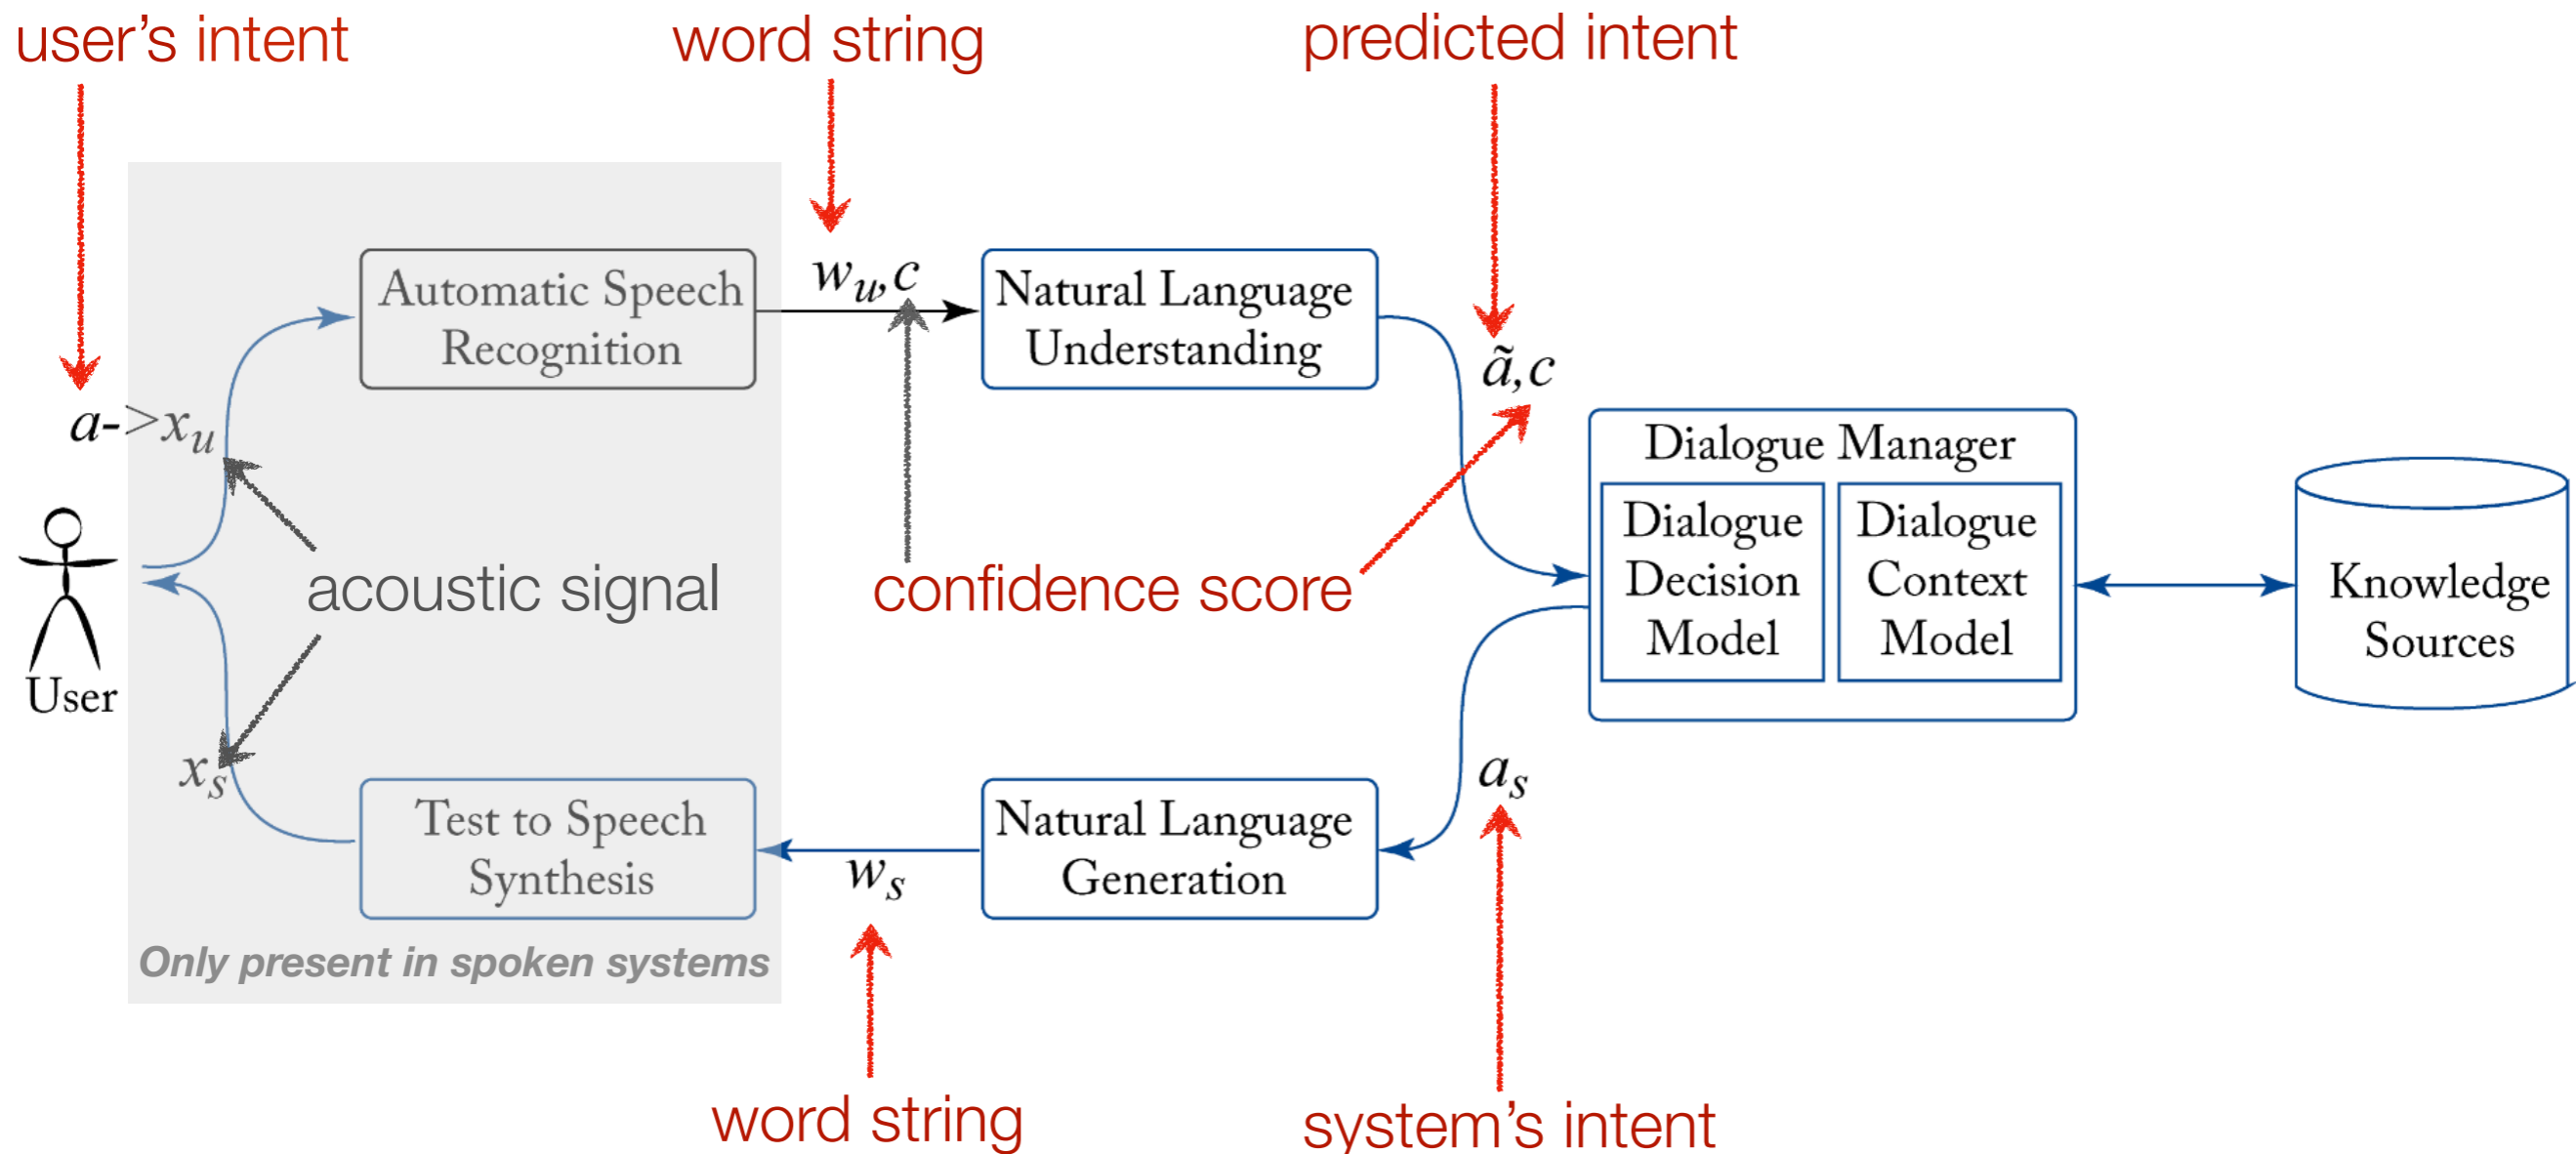 user's intent
word string
predicted intent
Automatic Speech
Recognition
w_u,c
Natural Language
Understanding
ã,c
a->x_u
Dialogue Manager
Dialogue
Decision
Model
Dialogue
Context
Model
Knowledge
Sources
acoustic signal
confidence score
User
x_s
Test to Speech
Synthesis
w_s
Natural Language
Generation
a_s
Only present in spoken systems
word string
system's intent